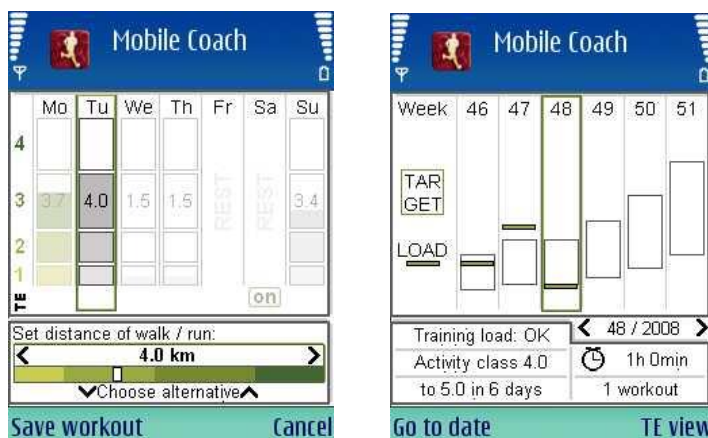 Mobile Coach
Mo Tu We Th Fr Sa Su
4
3 3.7 4.0 1.5 1.5 REST REST 3.4
2
1
TE on
Set distance of walk / run:
4.0 km
Choose alternative
Save workout Cancel
Mobile Coach
Week 46 47 48 49 50 51
TAR
GET
LOAD
Training load: OK 48 / 2008
Activity class 4.0 1h 0min
to 5.0 in 6 days 1 workout
Go to date TE view